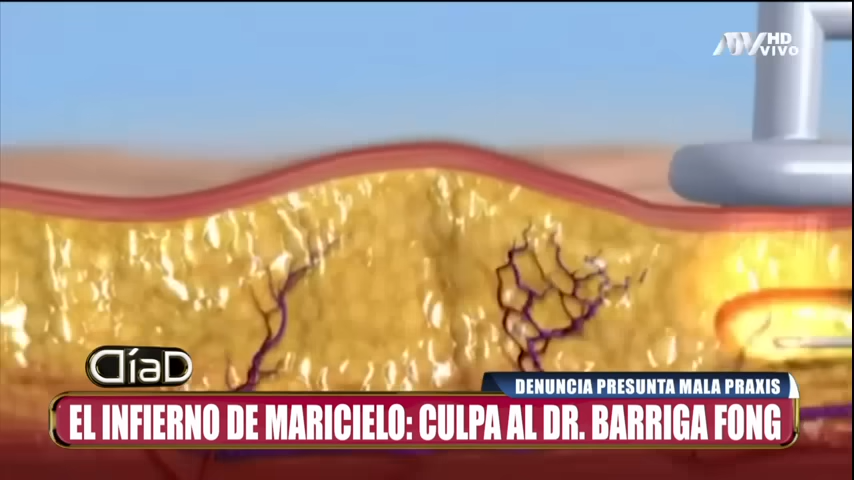 ATV HD
VIVO
DíaD
DENUNCIA PRESUNTA MALA PRAXIS
EL INFIERNO DE MARICIELO: CULPA AL DR. BARRIGA FONG